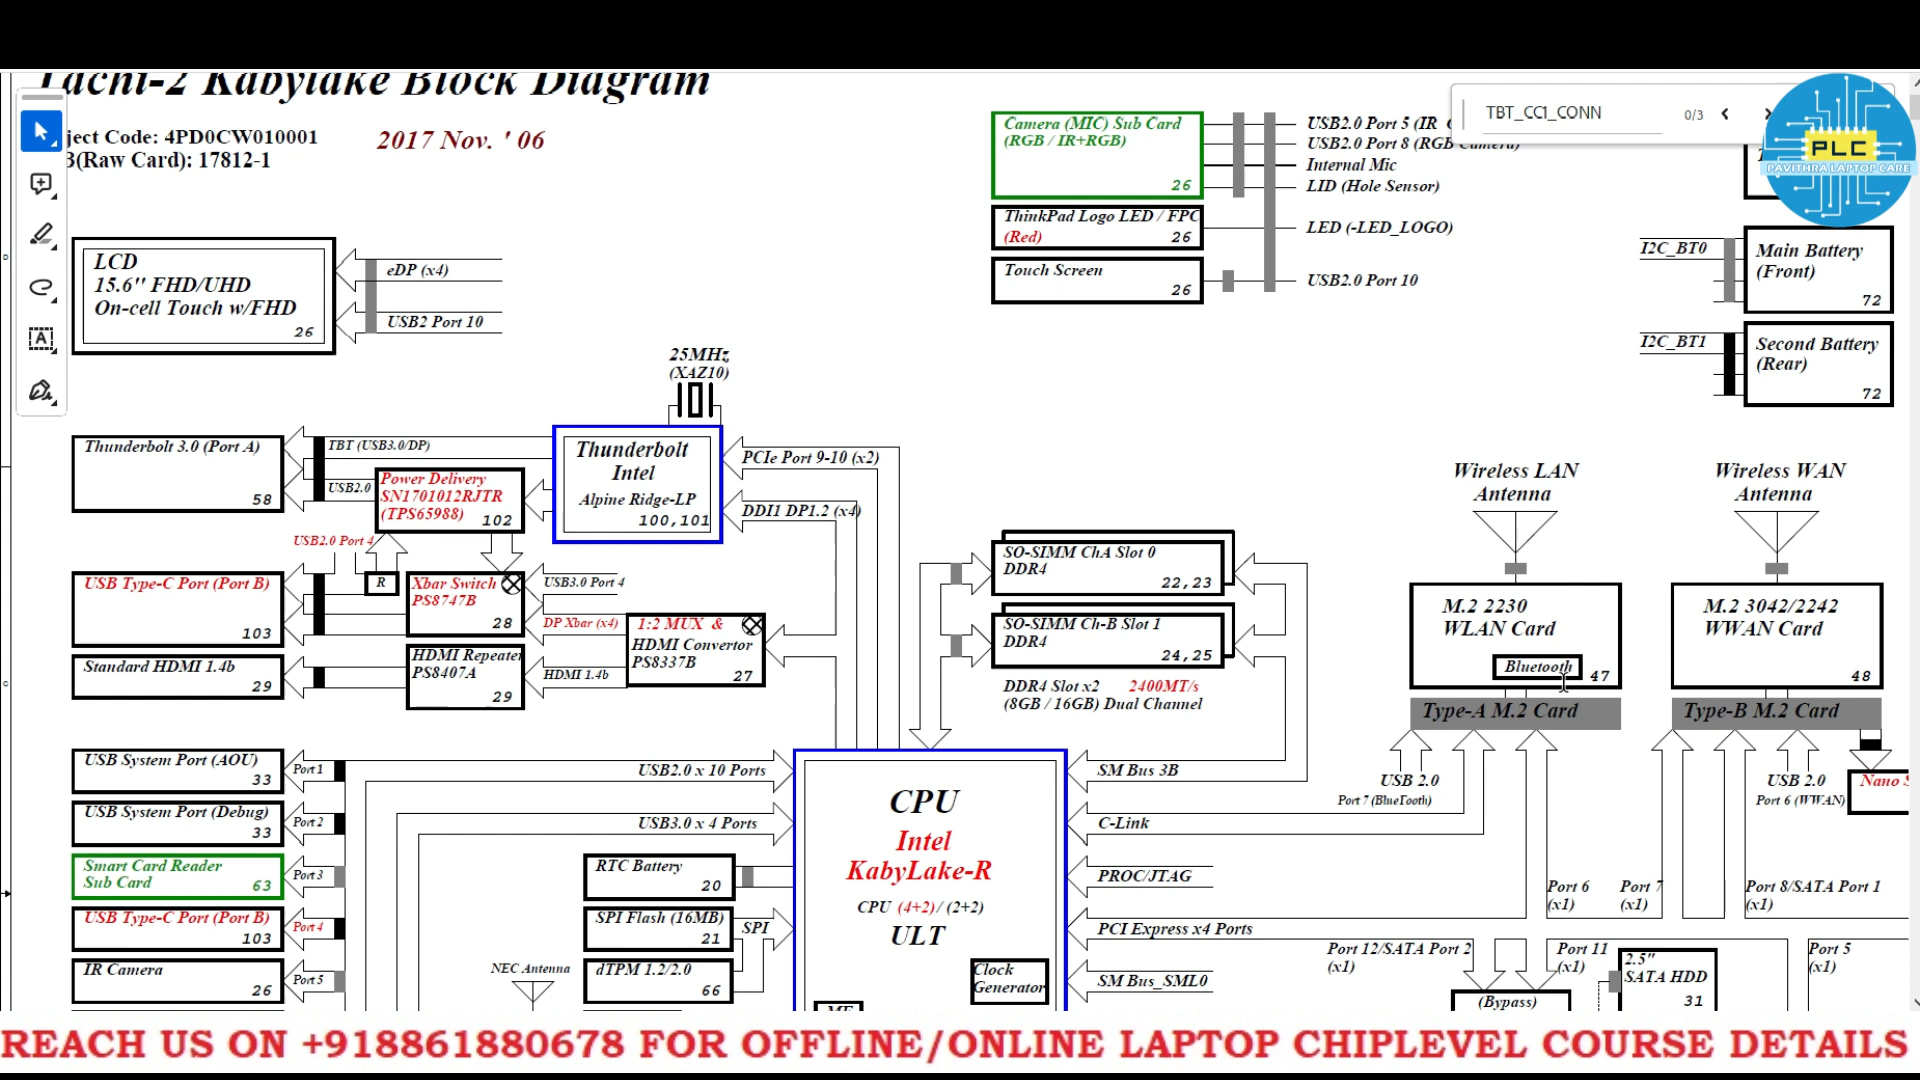 Tachi-2 Kabylake Block Diagram
ject Code: 4PD0CW010001
3(Raw Card): 17812-1
2017 Nov. ' 06
TBT_CC1_CONN
0/3
PLC
PAVITHRA LAPTOP CARE
Camera (MIC) Sub Card
(RGB / IR+RGB)
26
USB2.0 Port 5 (IR
USB2.0 Port 8 (RGB Camera)
Internal Mic
LID (Hole Sensor)
ThinkPad Logo LED / FPC
(Red)
26
LED (-LED_LOGO)
Touch Screen
26
USB2.0 Port 10
I2C_BT0
Main Battery
(Front)
72
I2C_BT1
Second Battery
(Rear)
72
LCD
15.6" FHD/UHD
On-cell Touch w/FHD
26
eDP (x4)
USB2 Port 10
25MHz
(XAZ10)
Thunderbolt 3.0 (Port A)
58
TBT (USB3.0/DP)
USB2.0
Power Delivery
SN1701012RJTR
(TPS65988)
102
Thunderbolt
Intel
Alpine Ridge-LP
100,101
PCIe Port 9-10 (x2)
DDI1 DP1.2 (x4)
USB2.0 Port 4
USB Type-C Port (Port B)
103
R
Xbar Switch
PS8747B
28
USB3.0 Port 4
DP Xbar (x4)
1:2 MUX &
HDMI Convertor
PS8337B
27
Standard HDMI 1.4b
29
HDMI Repeater
PS8407A
29
HDMI 1.4b
SO-SIMM ChA Slot 0
DDR4
22,23
SO-SIMM Ch-B Slot 1
DDR4
24,25
DDR4 Slot x2 2400MT/s
(8GB / 16GB) Dual Channel
Wireless LAN
Antenna
Wireless WAN
Antenna
M.2 2230
WLAN Card
Bluetooth
47
Type-A M.2 Card
M.2 3042/2242
WWAN Card
48
Type-B M.2 Card
USB 2.0
Port 7 (BlueTooth)
USB 2.0
Port 6 (WWAN)
Nano
USB System Port (AOU)
33
Port 1
USB System Port (Debug)
33
Port 2
Smart Card Reader
Sub Card
63
Port 3
USB Type-C Port (Port B)
103
Port 4
IR Camera
26
Port 5
USB2.0 x 10 Ports
USB3.0 x 4 Ports
RTC Battery
20
SPI Flash (16MB)
21
SPI
dTPM 1.2/2.0
66
NEC Antenna
CPU
Intel
KabyLake-R
CPU (4+2)/ (2+2)
ULT
Clock
Generator
ME
SM Bus 3B
C-Link
PROC/JTAG
PCI Express x4 Ports
SM Bus_SML0
Port 6
(x1)
Port 7
(x1)
Port 8/SATA Port 1
(x1)
Port 12/SATA Port 2
(x1)
Port 11
(x1)
Port 5
(x1)
(Bypass)
2.5"
SATA HDD
31
REACH US ON +918861880678 FOR OFFLINE/ONLINE LAPTOP CHIPLEVEL COURSE DETAILS